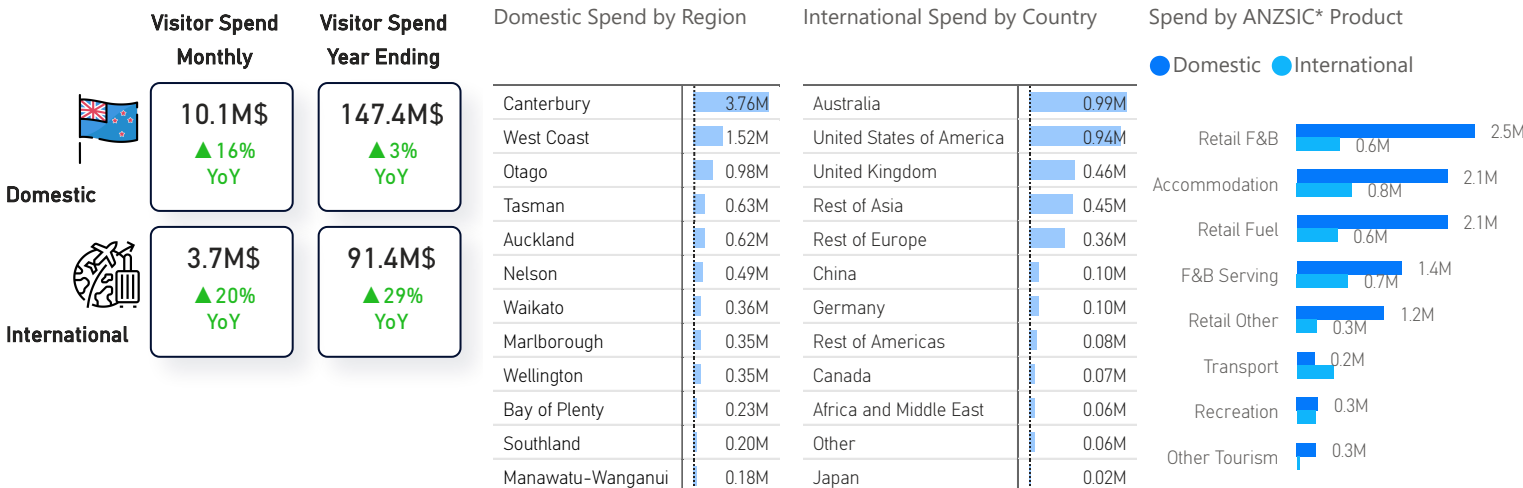 Visitor Spend
Monthly
Visitor Spend
Year Ending
Domestic
10.1M$
▲ 16%
YoY
147.4M$
▲ 3%
YoY
International
3.7M$
▲ 20%
YoY
91.4M$
▲ 29%
YoY
Domestic Spend by Region
Canterbury 3.76M
West Coast 1.52M
Otago 0.98M
Tasman 0.63M
Auckland 0.62M
Nelson 0.49M
Waikato 0.36M
Marlborough 0.35M
Wellington 0.35M
Bay of Plenty 0.23M
Southland 0.20M
Manawatu-Wanganui 0.18M
International Spend by Country
Australia 0.99M
United States of America 0.94M
United Kingdom 0.46M
Rest of Asia 0.45M
Rest of Europe 0.36M
China 0.10M
Germany 0.10M
Rest of Americas 0.08M
Canada 0.07M
Africa and Middle East 0.06M
Other 0.06M
Japan 0.02M
Spend by ANZSIC* Product
Domestic International
Retail F&B 2.5M
0.6M
Accommodation 2.1M
0.8M
Retail Fuel 2.1M
0.6M
F&B Serving 1.4M
0.7M
Retail Other 1.2M
0.3M
Transport 0.2M
Recreation 0.3M
Other Tourism 0.3M